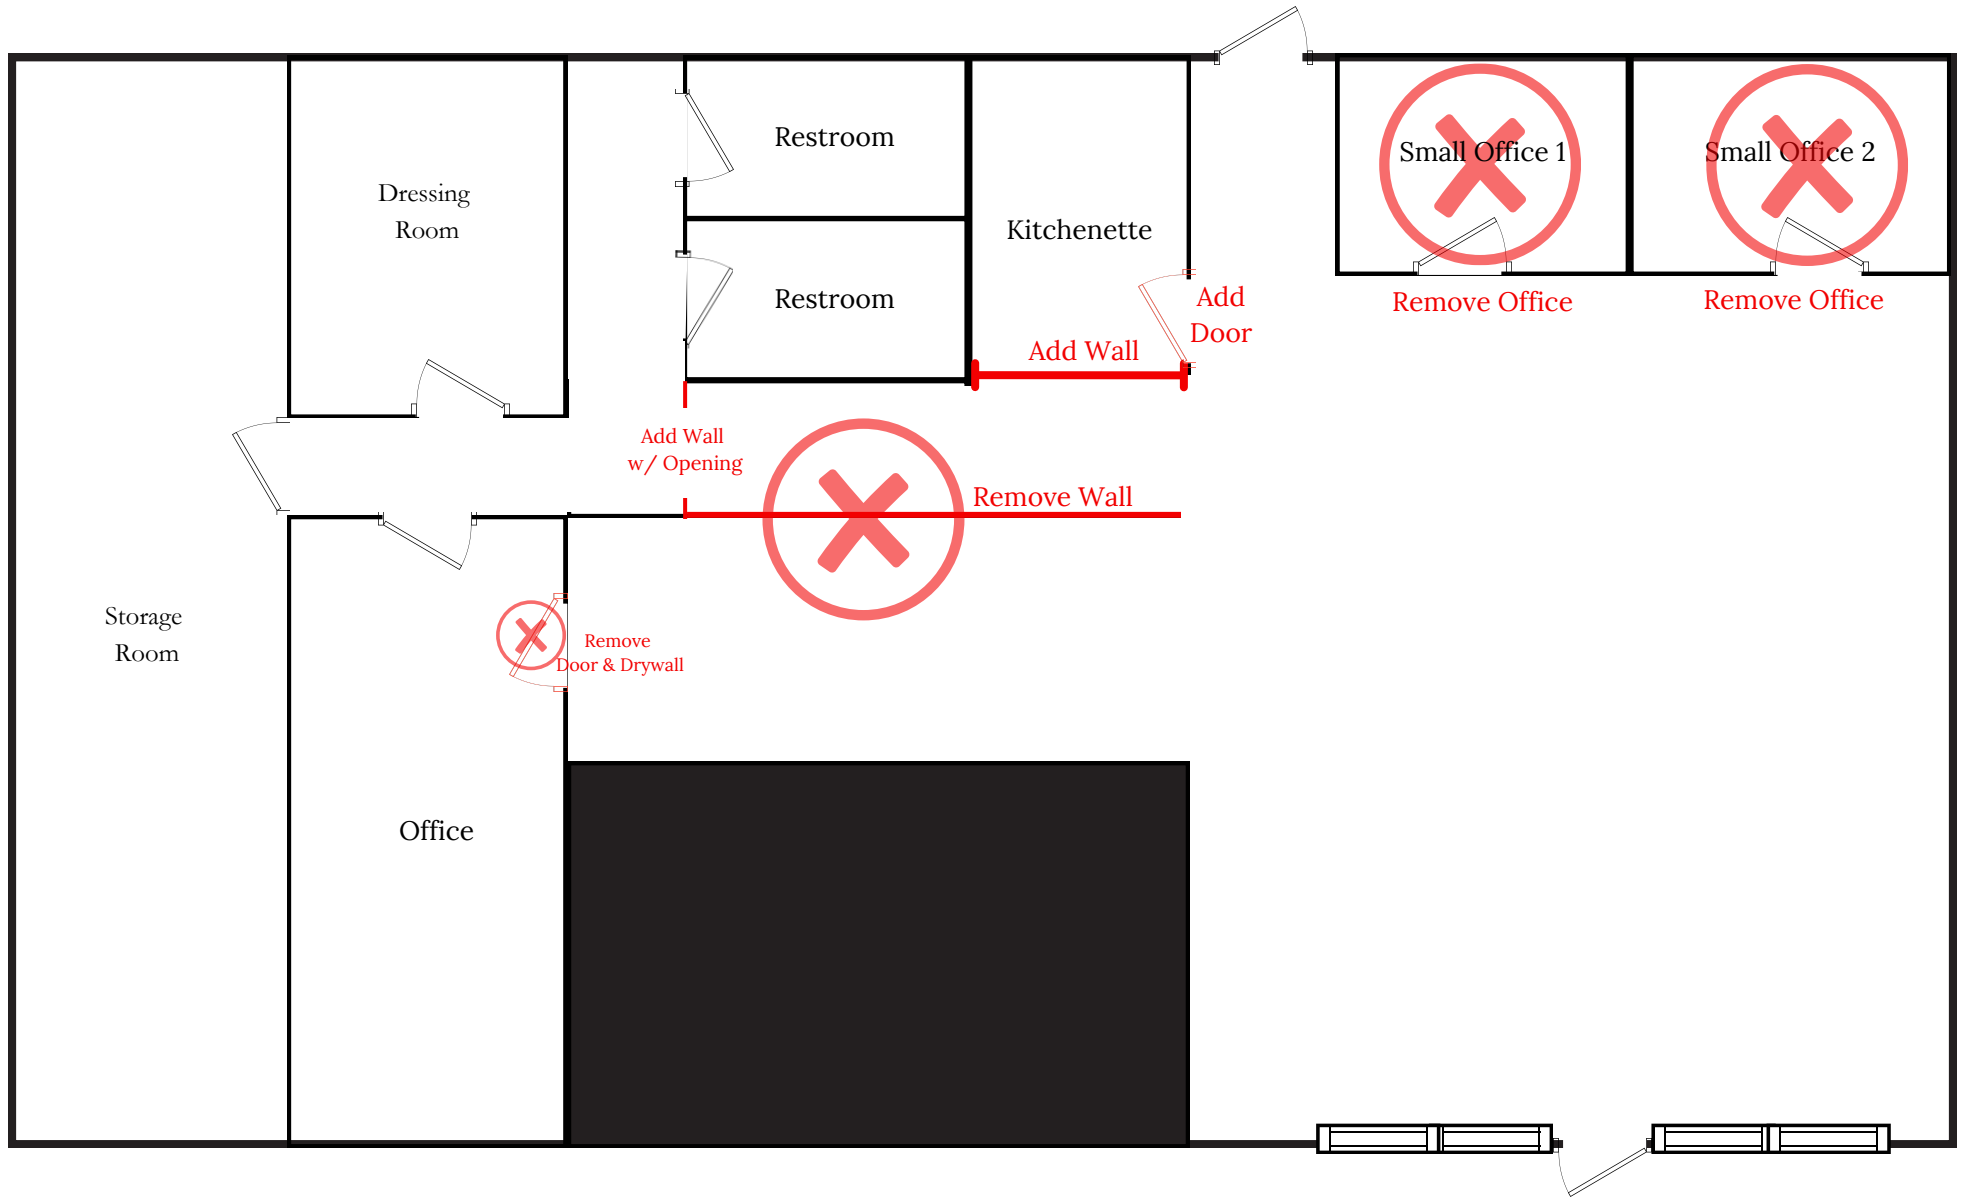 Restroom
Small Office 1
Small Office 2
Dressing
Room
Kitchenette
Restroom
Add
Door
Remove Office
Remove Office
Add Wall
Add Wall
w/ Opening
Remove Wall
Storage
Room
Remove
Door & Drywall
Office